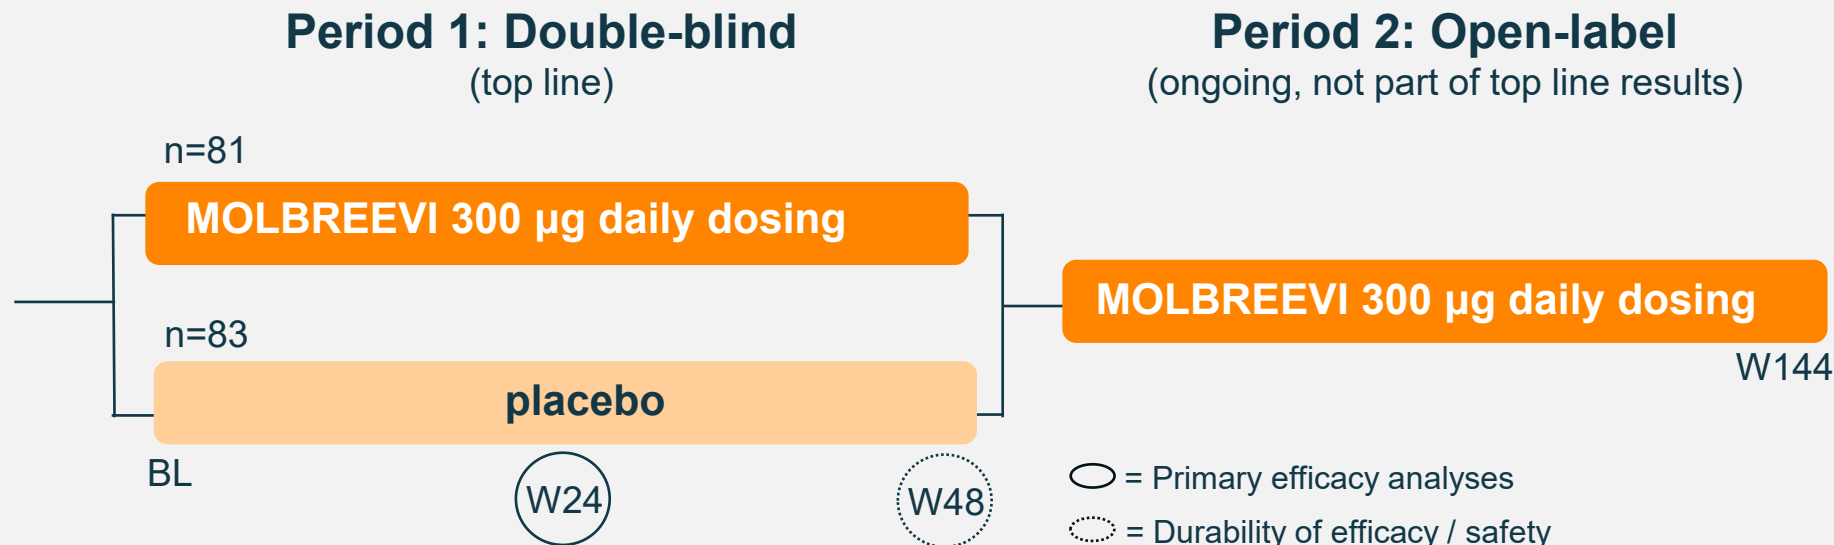 Period 1: Double-blind
(top line)
Period 2: Open-label
(ongoing, not part of top line results)
n=81
MOLBREEVI 300 µg daily dosing
n=83
placebo
MOLBREEVI 300 µg daily dosing
W144
BL
W24
W48
= Primary efficacy analyses
= Durability of efficacy / safety